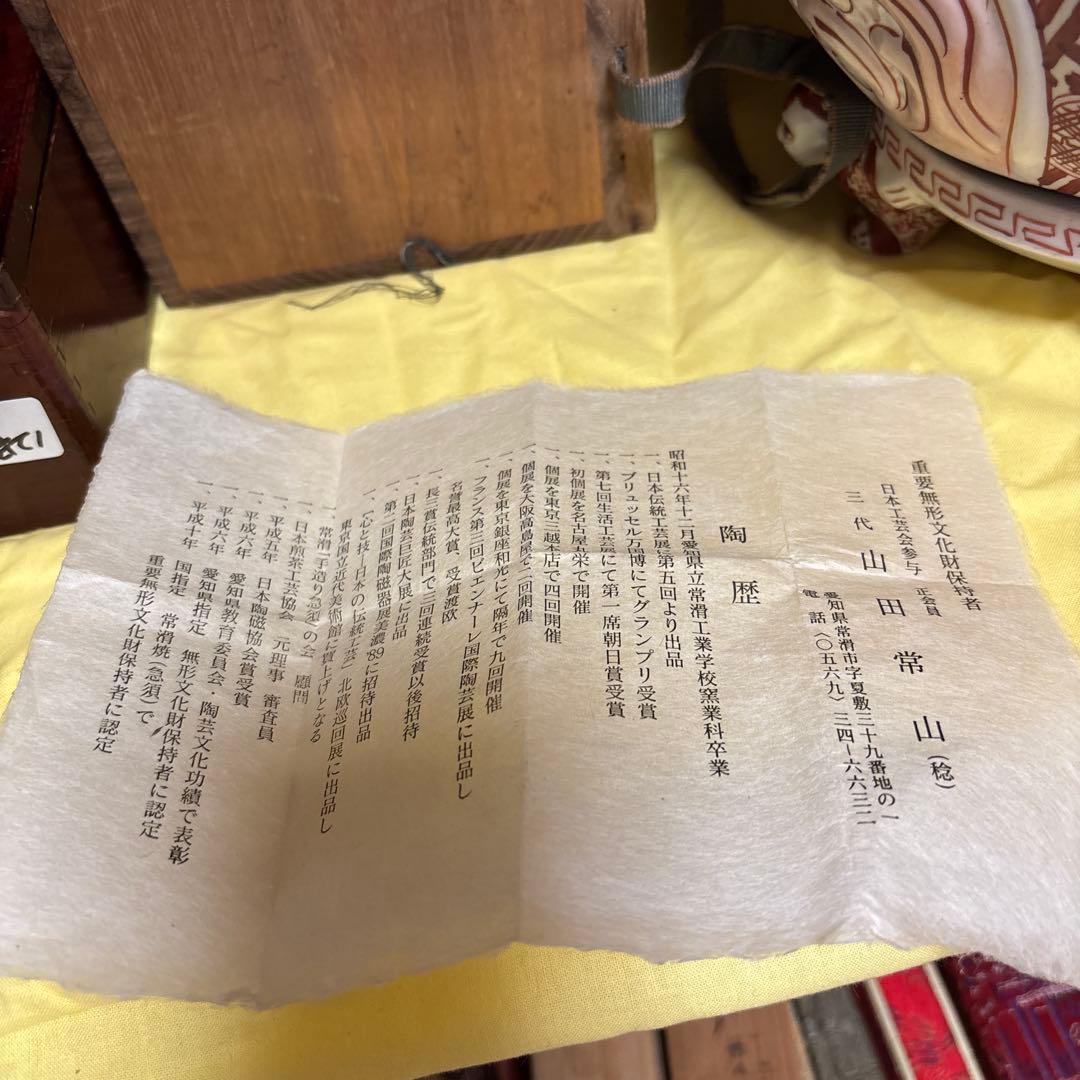 重要無形文化財保持者
日本工芸会参与 正会員
三代 山田 常山(稔)
愛知県常滑市字夏敷三十九番地の一
電話(〇五六九)三四ー六六三二
陶歴
昭和十六年十二月愛知県立常滑工業学校窯業科卒業
一、日本伝統工芸展に第五回より出品
一、ブリュッセル万国博にてグランプリ受賞
一、第七回生活工芸展にて第一席朝日賞受賞
一、初個展を名古屋丸栄で開催
一、個展を東京三越本店で四回開催
一、個展を大阪高島屋で二回開催
一、個展を東京銀座和光にて隔年で九回開催
一、フランス第三回ビエンナーレ国際陶芸展に出品し
名誉最高大賞、受賞渡欧
一、長三賞伝統部門で三回連続受賞以後招待
一、日本陶芸巨匠大展に出品
一、第二回国際陶磁器展美濃'89に招待出品
一、「心と技ー日本の伝統工芸」北欧巡回展に出品し
東京国立近代美術館に買上げとなる
一、常滑「手造り急須」の会 顧問
一、日本煎茶工芸協会 元理事 審査員
一、平成五年 日本陶磁協会賞受賞
一、平成六年 愛知県教育委員会・陶芸文化功績で表彰
一、平成六年 愛知県指定 無形文化財保持者に認定
一、平成十年 国指定 常滑焼(急須)で
重要無形文化財保持者に認定